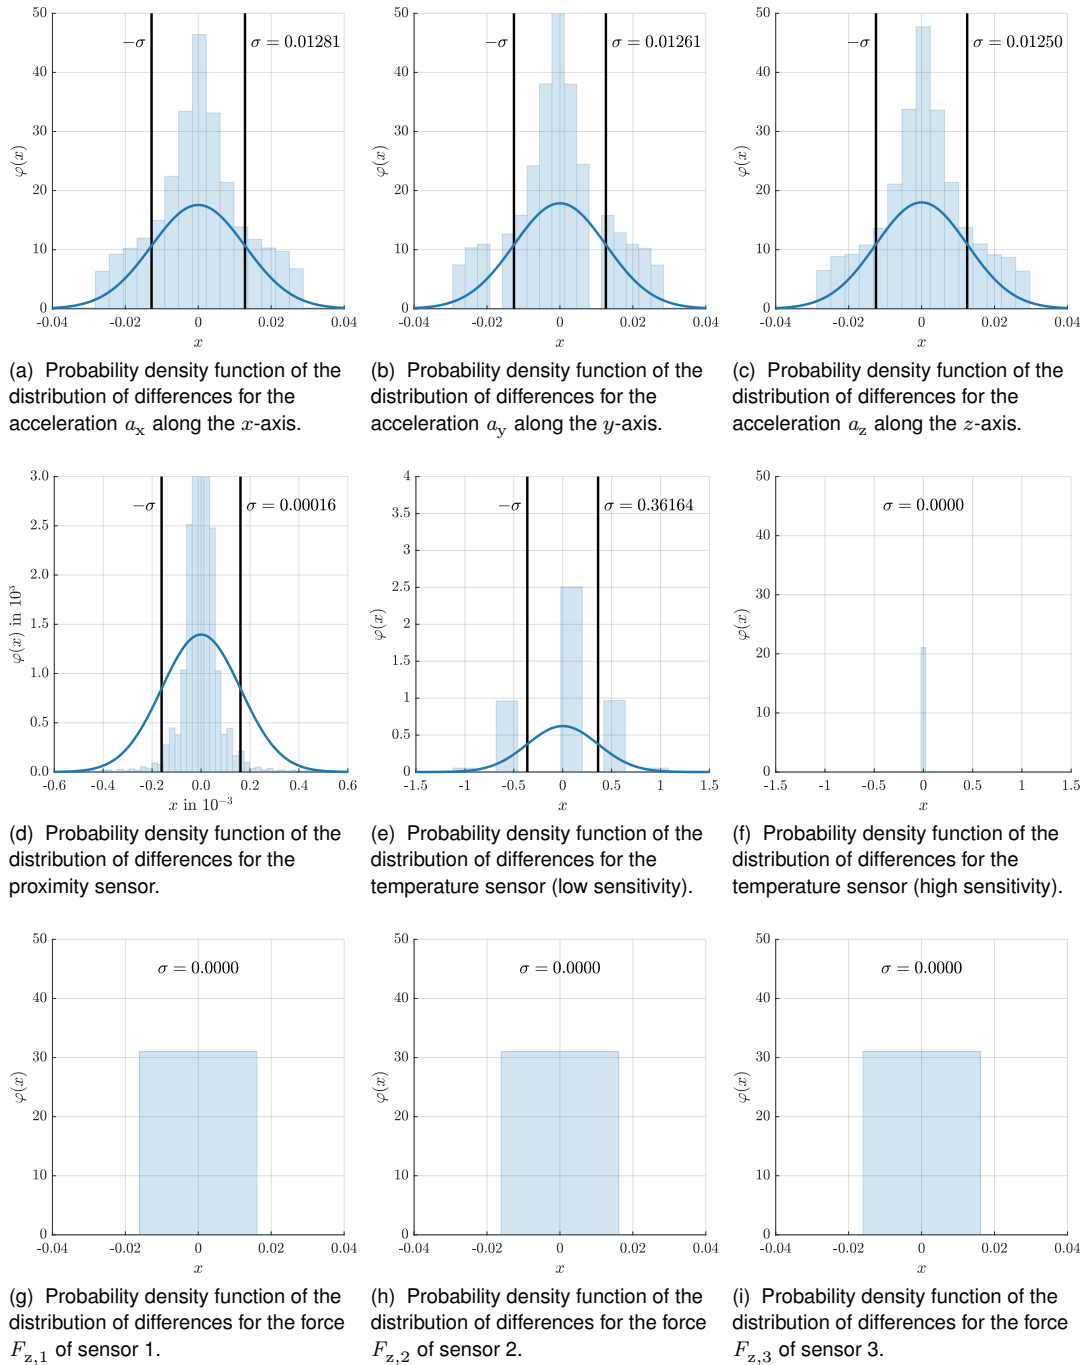 50
40
30
20
10
0
φ(x)
−σ
σ = 0.01281
-0.04 -0.02 0 0.02 0.04
x
(a) Probability density function of the
distribution of differences for the
acceleration aₓ along the x-axis.
50
40
30
20
10
0
φ(x)
−σ
σ = 0.01261
-0.04 -0.02 0 0.02 0.04
x
(b) Probability density function of the
distribution of differences for the
acceleration a_y along the y-axis.
50
40
30
20
10
0
φ(x)
−σ
σ = 0.01250
-0.04 -0.02 0 0.02 0.04
x
(c) Probability density function of the
distribution of differences for the
acceleration a_z along the z-axis.
3.0
2.5
2.0
1.5
1.0
0.5
0.0
φ(x) in 10³
−σ
σ = 0.00016
-0.6 -0.4 -0.2 0.0 0.2 0.4 0.6
x in 10⁻³
(d) Probability density function of the
distribution of differences for the
proximity sensor.
4
3.5
3
2.5
2
1.5
1
0.5
0
φ(x)
−σ
σ = 0.36164
-1.5 -1 -0.5 0 0.5 1 1.5
x
(e) Probability density function of the
distribution of differences for the
temperature sensor (low sensitivity).
50
40
30
20
10
0
φ(x)
σ = 0.0000
-1.5 -1 -0.5 0 0.5 1 1.5
x
(f) Probability density function of the
distribution of differences for the
temperature sensor (high sensitivity).
50
40
30
20
10
0
φ(x)
σ = 0.0000
-0.04 -0.02 0 0.02 0.04
x
(g) Probability density function of the
distribution of differences for the force
F_z,1 of sensor 1.
50
40
30
20
10
0
φ(x)
σ = 0.0000
-0.04 -0.02 0 0.02 0.04
x
(h) Probability density function of the
distribution of differences for the force
F_z,2 of sensor 2.
50
40
30
20
10
0
φ(x)
σ = 0.0000
-0.04 -0.02 0 0.02 0.04
x
(i) Probability density function of the
distribution of differences for the force
F_z,3 of sensor 3.